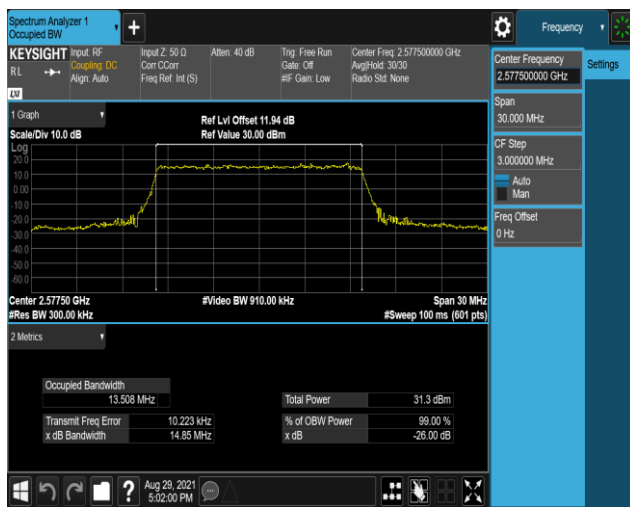 Spectrum Analyzer 1
Occupied BW
Frequency
KEYSIGHT
RL
LXI
Input: RF
Coupling: DC
Align: Auto
Input Z: 50 Ω
Corr CCorr
Freq Ref: Int (S)
Atten: 40 dB
Trig: Free Run
Gate: Off
#IF Gain: Low
Center Freq: 2.577500000 GHz
Avg|Hold: 30/30
Radio Std: None
Center Frequency
2.577500000 GHz
Settings
Span
30.000 MHz
CF Step
3.000000 MHz
Auto
Man
Freq Offset
0 Hz
1 Graph
Scale/Div 10.0 dB
Ref Lvl Offset 11.94 dB
Ref Value 30.00 dBm
Log
20.0
10.0
0.00
-10.0
-20.0
-30.0
-40.0
-50.0
-60.0
Center 2.57750 GHz
#Video BW 910.00 kHz
Span 30 MHz
#Res BW 300.00 kHz
#Sweep 100 ms (601 pts)
2 Metrics
Occupied Bandwidth
13.508 MHz
Total Power 31.3 dBm
Transmit Freq Error 10.223 kHz
% of OBW Power 99.00 %
x dB Bandwidth 14.85 MHz
x dB -26.00 dB
?
Aug 29, 2021
5:02:00 PM